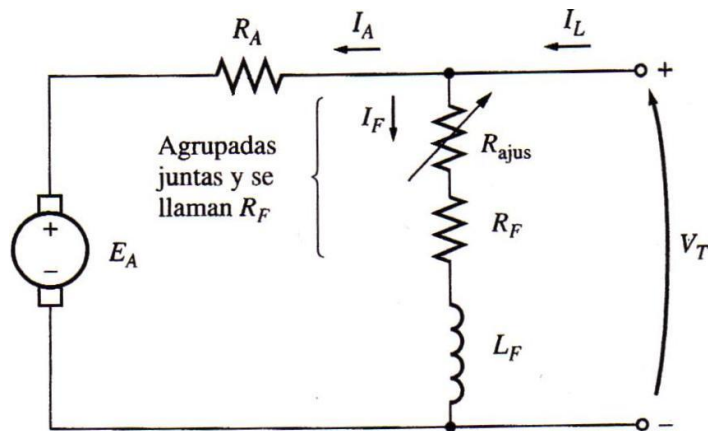 R_A
I_A
I_L
+
I_F
R_ajus
Agrupadas
juntas y se
llaman R_F
R_F
+
−
E_A
V_T
L_F
−